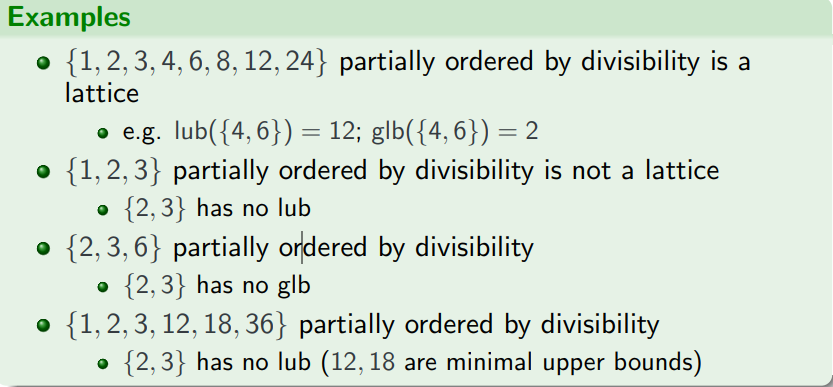 Examples
{1, 2, 3, 4, 6, 8, 12, 24} partially ordered by divisibility is a
lattice
e.g. lub({4, 6}) = 12; glb({4, 6}) = 2
{1, 2, 3} partially ordered by divisibility is not a lattice
{2, 3} has no lub
{2, 3, 6} partially ordered by divisibility
{2, 3} has no glb
{1, 2, 3, 12, 18, 36} partially ordered by divisibility
{2, 3} has no lub (12, 18 are minimal upper bounds)